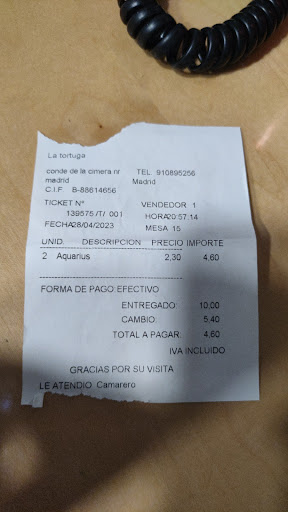 La tortuga
conde de la cimera nr TEL 910895256
madrid Madrid
C.I.F. B-88614656
TICKET Nº VENDEDOR 1
139575 /T/ 001 HORA20:57:14
FECHA28/04/2023 MESA 15
UNID. DESCRIPCION PRECIO IMPORTE
2 Aquarius 2,30 4,60
FORMA DE PAGO EFECTIVO
ENTREGADO: 10,00
CAMBIO: 5,40
TOTAL A PAGAR: 4,60
IVA INCLUIDO
GRACIAS POR SU VISITA
LE ATENDIO Camarero